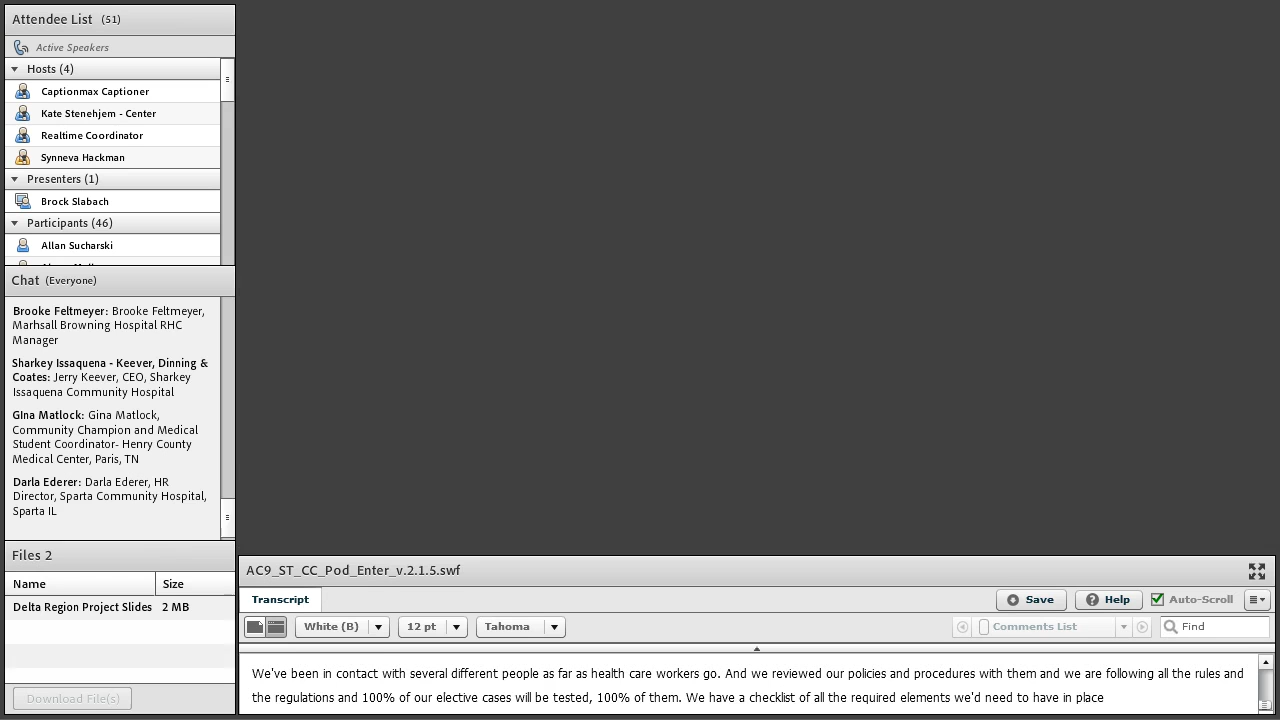 Attendee List (51)
Active Speakers
Hosts (4)
Captionmax Captioner
Kate Stenehjem - Center
Realtime Coordinator
Synneva Hackman
Presenters (1)
Brock Slabach
Participants (46)
Allan Sucharski
Chat (Everyone)
Brooke Feltmeyer: Brooke Feltmeyer,
Marhsall Browning Hospital RHC
Manager
Sharkey Issaquena - Keever, Dinning &
Coates: Jerry Keever, CEO, Sharkey
Issaquena Community Hospital
GIna Matlock: Gina Matlock,
Community Champion and Medical
Student Coordinator- Henry County
Medical Center, Paris, TN
Darla Ederer: Darla Ederer, HR
Director, Sparta Community Hospital,
Sparta IL
Files 2
Name Size
Delta Region Project Slides 2 MB
Download File(s)
AC9_ST_CC_Pod_Enter_v.2.1.5.swf
Transcript Save Help Auto-Scroll
White (B) 12 pt Tahoma Comments List Find
We've been in contact with several different people as far as health care workers go. And we reviewed our policies and procedures with them and we are following all the rules and
the regulations and 100% of our elective cases will be tested, 100% of them. We have a checklist of all the required elements we'd need to have in place